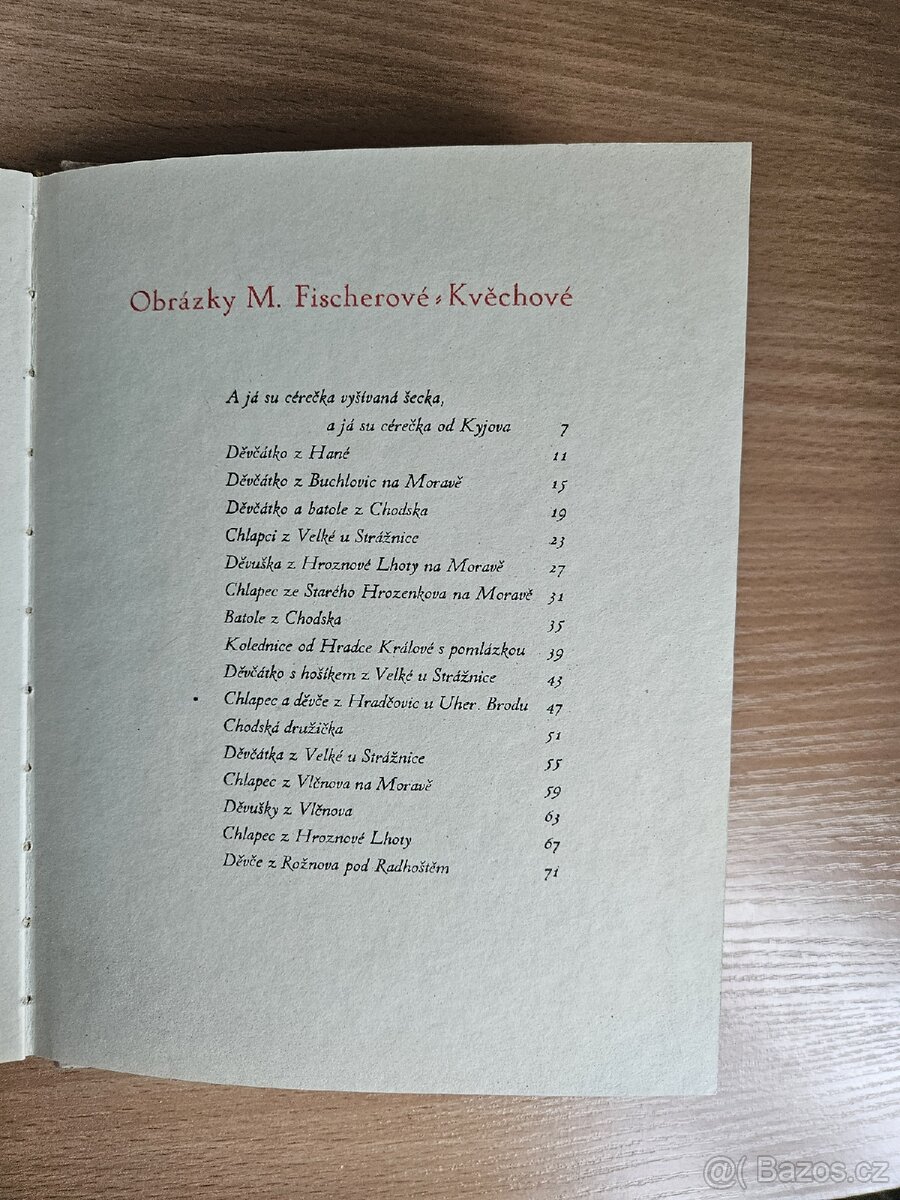 Obrázky M. Fischerové-Kvěchové
A já su cérečka vyšívaná šecka,
a já su cérečka od Kyjova 7
Děvčátko z Hané 11
Děvčátko z Buchlovic na Moravě 15
Děvčátko a batole z Chodska 19
Chlapci z Velké u Strážnice 23
Děvuška z Hroznové Lhoty na Moravě 27
Chlapec ze Starého Hrozenkova na Moravě 31
Batole z Chodska 35
Kolednice od Hradce Králové s pomlázkou 39
Děvčátko s hošíkem z Velké u Strážnice 43
Chlapec a děvče z Hradčovic u Uher. Brodu 47
Chodská družička 51
Děvčátka z Velké u Strážnice 55
Chlapec z Vlčnova na Moravě 59
Děvušky z Vlčnova 63
Chlapec z Hroznové Lhoty 67
Děvče z Rožnova pod Radhoštěm 71
@( Bazos.cz